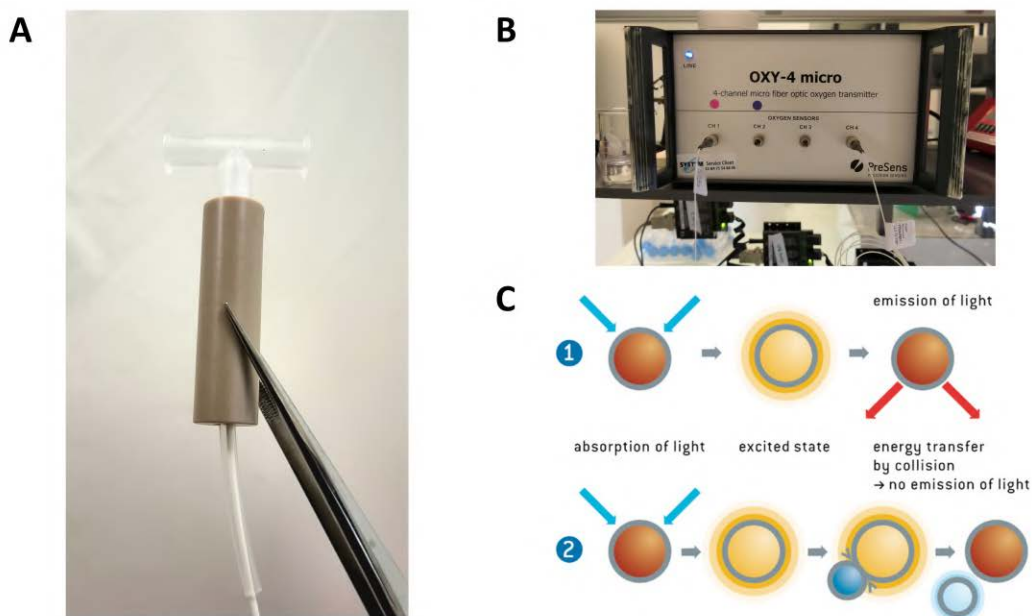 A
B
LINE
OXY-4 micro
4-channel micro fiber optic oxygen transmitter
OXYGEN SENSORS
CH 1
CH 2
CH 3
CH 4
Service Client
PreSens
C
emission of light
1
absorption of light
excited state
energy transfer
by collision
→ no emission of light
2